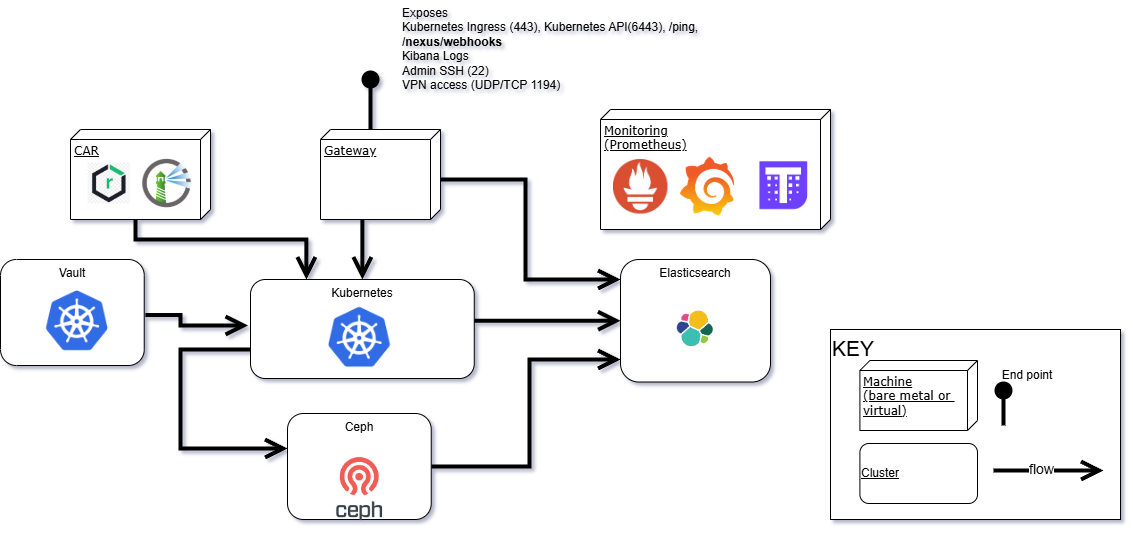 Exposes
Kubernetes Ingress (443), Kubernetes API(6443), /ping,
/nexus/webhooks
Kibana Logs
Admin SSH (22)
VPN access (UDP/TCP 1194)
CAR
r
Gateway
Monitoring
(Prometheus)
T
Vault
Kubernetes
Elasticsearch
Ceph
ceph
KEY
Machine
(bare metal or
virtual)
End point
Cluster
flow